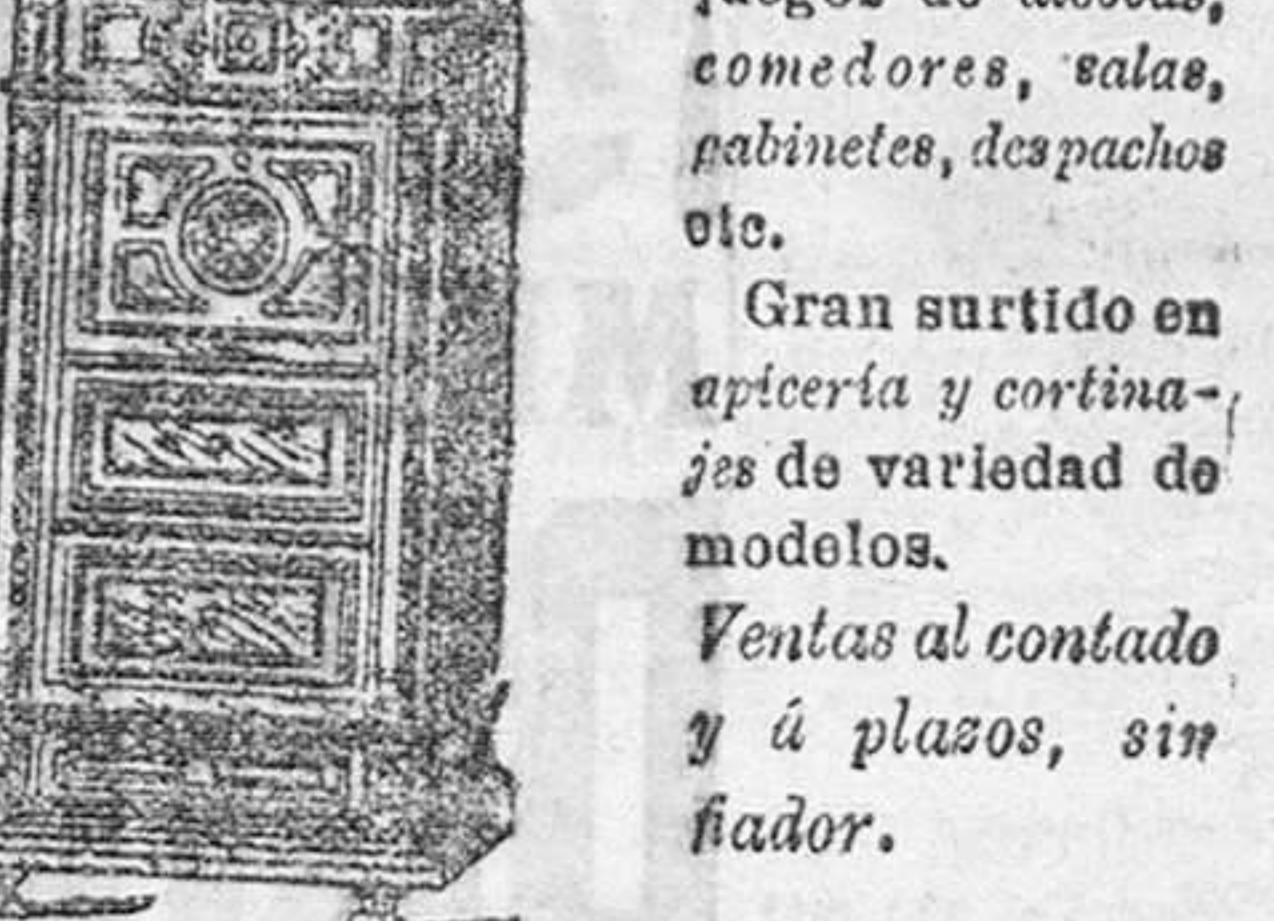 comedores, salas,
gabinetes, despachos
etc.
Gran surtido en
apicería y cortina-
jes de variedad de
modelos.
Ventas al contado
y á plazos, sin
fiador.